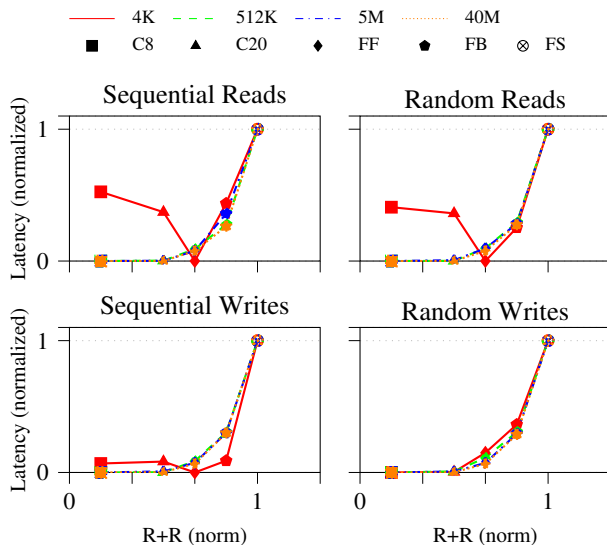 4K 512K 5M 40M
C8 C20 FF FB FS
Sequential Reads Random Reads
Latency (normalized)
1 1
0
Sequential Writes Random Writes
Latency (normalized)
1
0
0 1 0 1
R+R (norm) R+R (norm)